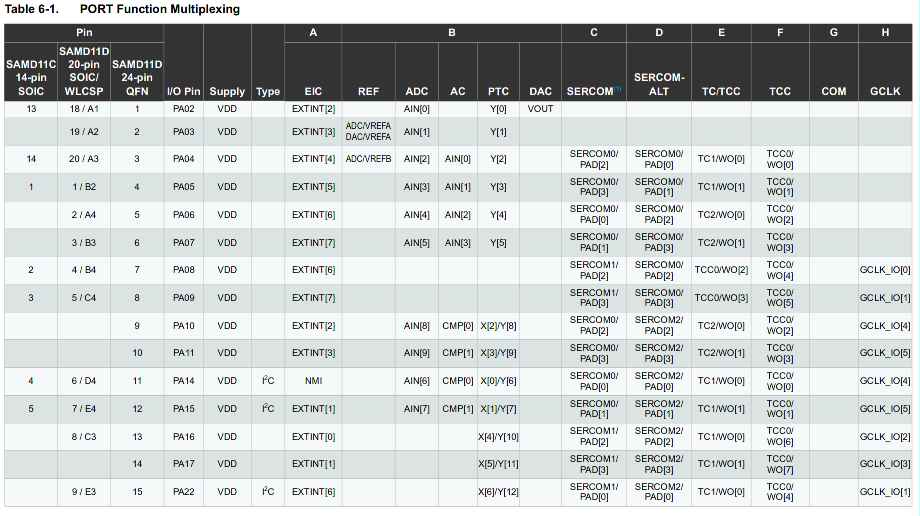 Table 6-1. PORT Function Multiplexing
Pin A B C D E F G H
SAMD11C 14-pin SOIC SAMD11D 20-pin SOIC/ WLCSP SAMD11D 24-pin QFN I/O Pin Supply Type EIC REF ADC AC PTC DAC SERCOM(1) SERCOM-ALT TC/TCC TCC COM GCLK
13 18 / A1 1 PA02 VDD EXTINT[2] AIN[0] Y[0] VOUT
19 / A2 2 PA03 VDD EXTINT[3] ADC/VREFA DAC/VREFA AIN[1] Y[1]
14 20 / A3 3 PA04 VDD EXTINT[4] ADC/VREFB AIN[2] AIN[0] Y[2] SERCOM0/ PAD[2] SERCOM0/ PAD[0] TC1/WO[0] TCC0/ WO[0]
1 1 / B2 4 PA05 VDD EXTINT[5] AIN[3] AIN[1] Y[3] SERCOM0/ PAD[3] SERCOM0/ PAD[1] TC1/WO[1] TCC0/ WO[1]
2 / A4 5 PA06 VDD EXTINT[6] AIN[4] AIN[2] Y[4] SERCOM0/ PAD[0] SERCOM0/ PAD[2] TC2/WO[0] TCC0/ WO[2]
3 / B3 6 PA07 VDD EXTINT[7] AIN[5] AIN[3] Y[5] SERCOM0/ PAD[1] SERCOM0/ PAD[3] TC2/WO[1] TCC0/ WO[3]
2 4 / B4 7 PA08 VDD EXTINT[6] SERCOM1/ PAD[2] SERCOM0/ PAD[2] TCC0/WO[2] TCC0/ WO[4] GCLK_IO[0]
3 5 / C4 8 PA09 VDD EXTINT[7] SERCOM1/ PAD[3] SERCOM0/ PAD[3] TCC0/WO[3] TCC0/ WO[5] GCLK_IO[1]
9 PA10 VDD EXTINT[2] AIN[8] CMP[0] X[2]/Y[8] SERCOM0/ PAD[2] SERCOM2/ PAD[2] TC2/WO[0] TCC0/ WO[2] GCLK_IO[4]
10 PA11 VDD EXTINT[3] AIN[9] CMP[1] X[3]/Y[9] SERCOM0/ PAD[3] SERCOM2/ PAD[3] TC2/WO[1] TCC0/ WO[3] GCLK_IO[5]
4 6 / D4 11 PA14 VDD I²C NMI AIN[6] CMP[0] X[0]/Y[6] SERCOM0/ PAD[0] SERCOM2/ PAD[0] TC1/WO[0] TCC0/ WO[0] GCLK_IO[4]
5 7 / E4 12 PA15 VDD I²C EXTINT[1] AIN[7] CMP[1] X[1]/Y[7] SERCOM0/ PAD[1] SERCOM2/ PAD[1] TC1/WO[1] TCC0/ WO[1] GCLK_IO[5]
8 / C3 13 PA16 VDD EXTINT[0] X[4]/Y[10] SERCOM1/ PAD[2] SERCOM2/ PAD[2] TC1/WO[0] TCC0/ WO[6] GCLK_IO[2]
14 PA17 VDD EXTINT[1] X[5]/Y[11] SERCOM1/ PAD[3] SERCOM2/ PAD[3] TC1/WO[1] TCC0/ WO[7] GCLK_IO[3]
9 / E3 15 PA22 VDD I²C EXTINT[6] X[6]/Y[12] SERCOM1/ PAD[0] SERCOM2/ PAD[0] TC1/WO[0] TCC0/ WO[4] GCLK_IO[1]